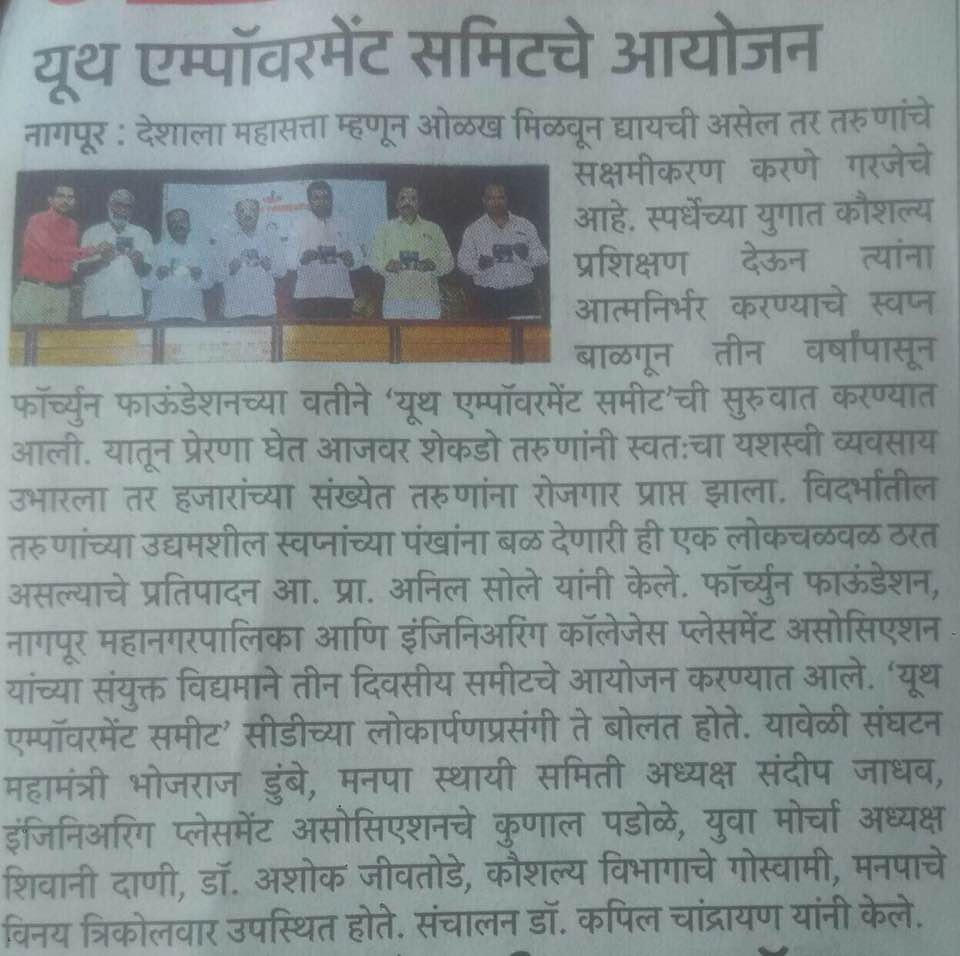 यूथ एम्पॉवरमेंट समिटचे आयोजन
नागपूर : देशाला महासत्ता म्हणून ओळख मिळवून द्यायची असेल तर तरुणांचे
सक्षमीकरण करणे गरजेचे
आहे. स्पर्धेच्या युगात कौशल्य
प्रशिक्षण देऊन त्यांना
आत्मनिर्भर करण्याचे स्वप्न
बाळगून तीन वर्षांपासून
फॉर्च्युन फाऊंडेशनच्या वतीने ‘यूथ एम्पॉवरमेंट समीट’ची सुरुवात करण्यात
आली. यातून प्रेरणा घेत आजवर शेकडो तरुणांनी स्वतःचा यशस्वी व्यवसाय
उभारला तर हजारांच्या संख्येत तरुणांना रोजगार प्राप्त झाला. विदर्भातील
तरुणांच्या उद्यमशील स्वप्नांच्या पंखांना बळ देणारी ही एक लोकचळवळ ठरत
असल्याचे प्रतिपादन आ. प्रा. अनिल सोले यांनी केले. फॉर्च्युन फाऊंडेशन,
नागपूर महानगरपालिका आणि इंजिनिअरिंग कॉलेजेस प्लेसमेंट असोसिएशन
यांच्या संयुक्त विद्यमाने तीन दिवसीय समीटचे आयोजन करण्यात आले. ‘यूथ
एम्पॉवरमेंट समीट’ सीडीच्या लोकार्पणप्रसंगी ते बोलत होते. यावेळी संघटन
महामंत्री भोजराज डुंबे, मनपा स्थायी समिती अध्यक्ष संदीप जाधव,
इंजिनिअरिग प्लेसमेंट असोसिएशनचे कुणाल पडोळे, युवा मोर्चा अध्यक्ष
शिवानी दाणी, डॉ. अशोक जीवतोडे, कौशल्य विभागाचे गोस्वामी, मनपाचे
विनय त्रिकोलवार उपस्थित होते. संचालन डॉ. कपिल चांद्रायण यांनी केले.